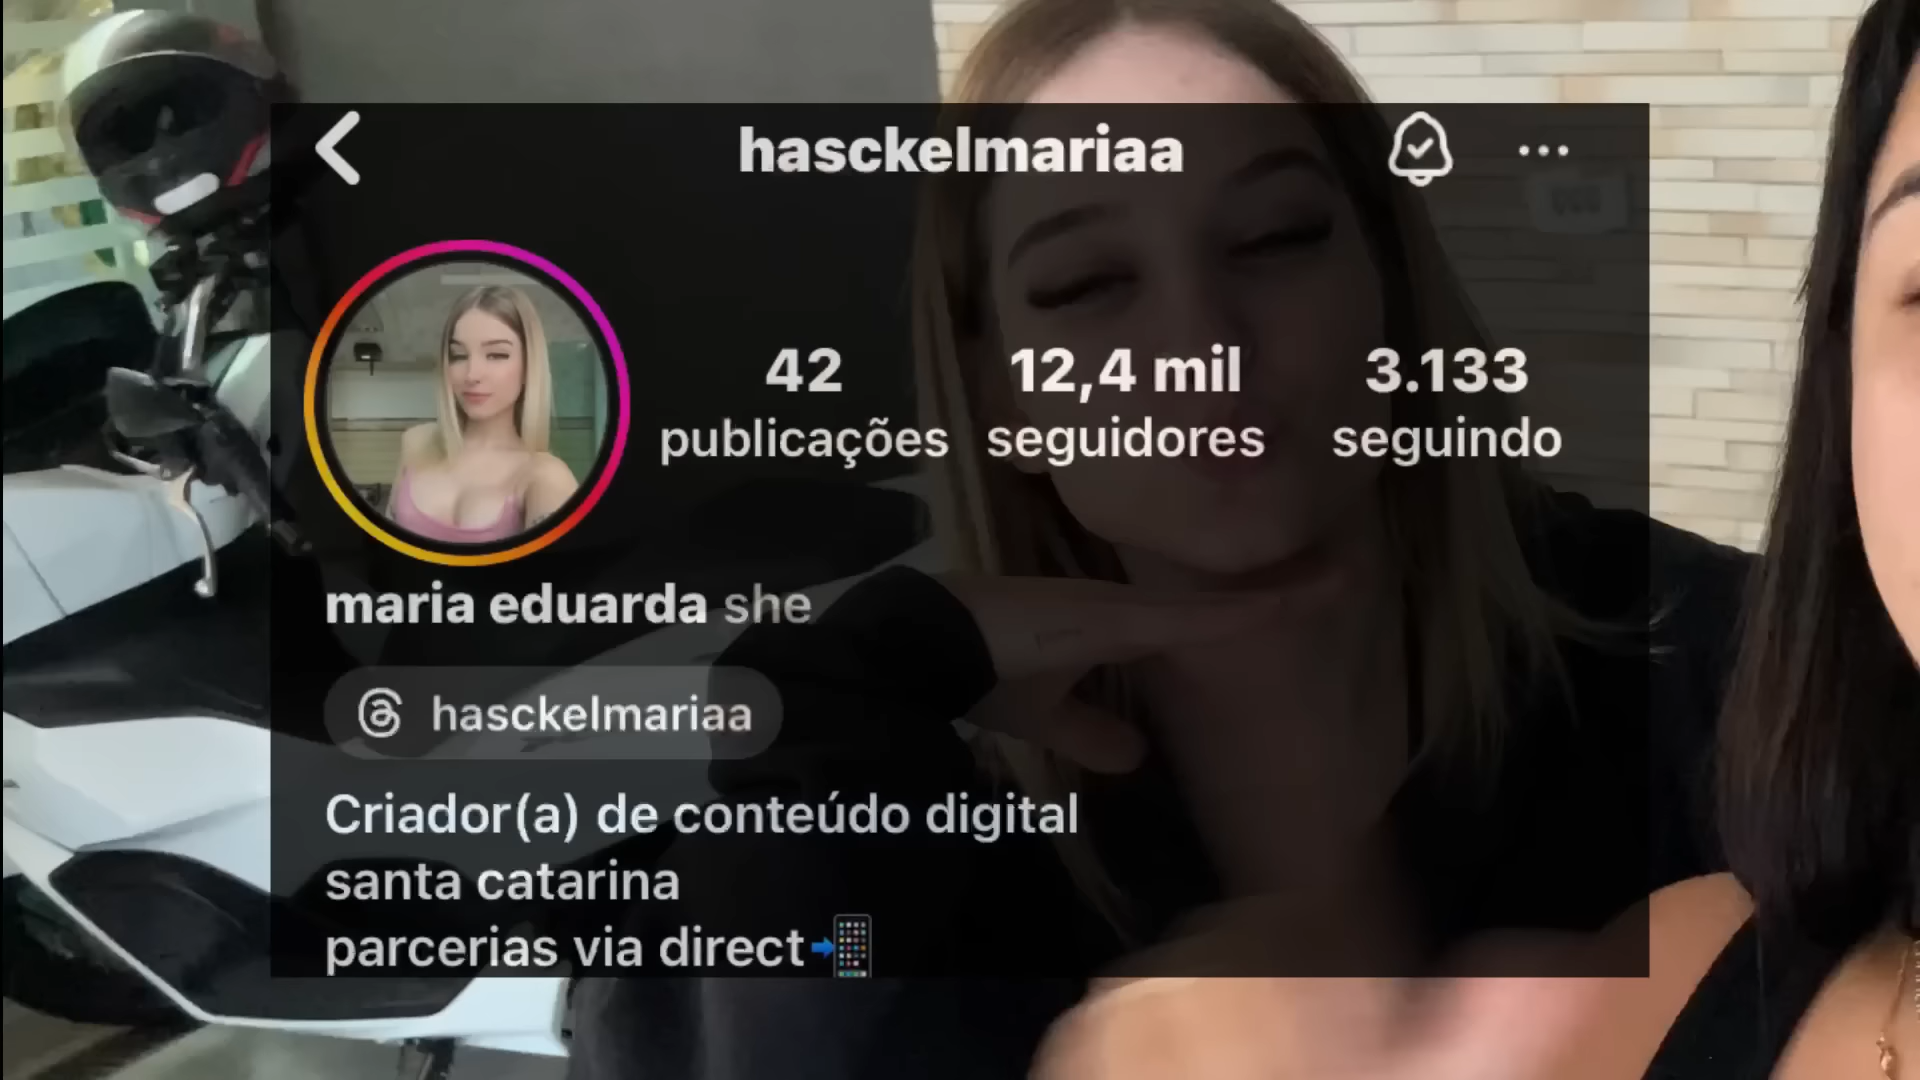 hasckelmariaa
42 12,4 mil 3.133
publicações seguidores seguindo
maria eduarda she
hasckelmariaa
Criador(a) de conteúdo digital
santa catarina
parcerias via direct📲